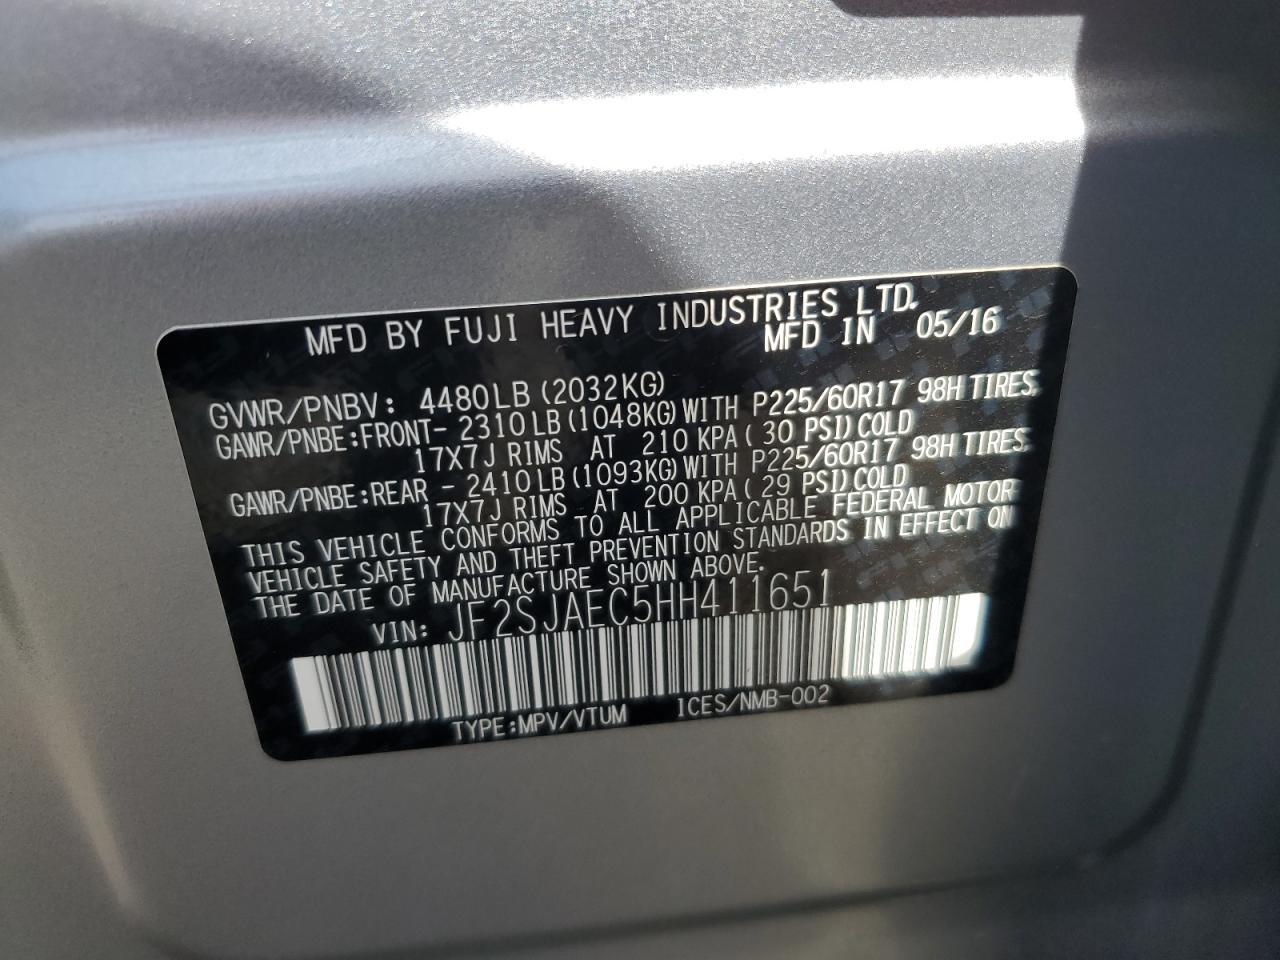 MFD BY FUJI HEAVY INDUSTRIES LTD.
MFD IN 05/16
GVWR/PNBV: 4480LB (2032KG)
GAWR/PNBE:FRONT- 2310LB (1048KG) WITH P225/60R17 98H TIRES,
17X7J RIMS AT 210 KPA ( 30 PSI) COLD
GAWR/PNBE:REAR - 2410LB (1093KG) WITH P225/60R17 98H TIRES,
17X7J RIMS AT 200 KPA ( 29 PSI) COLD
THIS VEHICLE CONFORMS TO ALL APPLICABLE FEDERAL MOTOR
VEHICLE SAFETY AND THEFT PREVENTION STANDARDS IN EFFECT ON
THE DATE OF MANUFACTURE SHOWN ABOVE.
VIN: JF2SJAEC5HH411651
TYPE:MPV/VTUM ICES/NMB-002